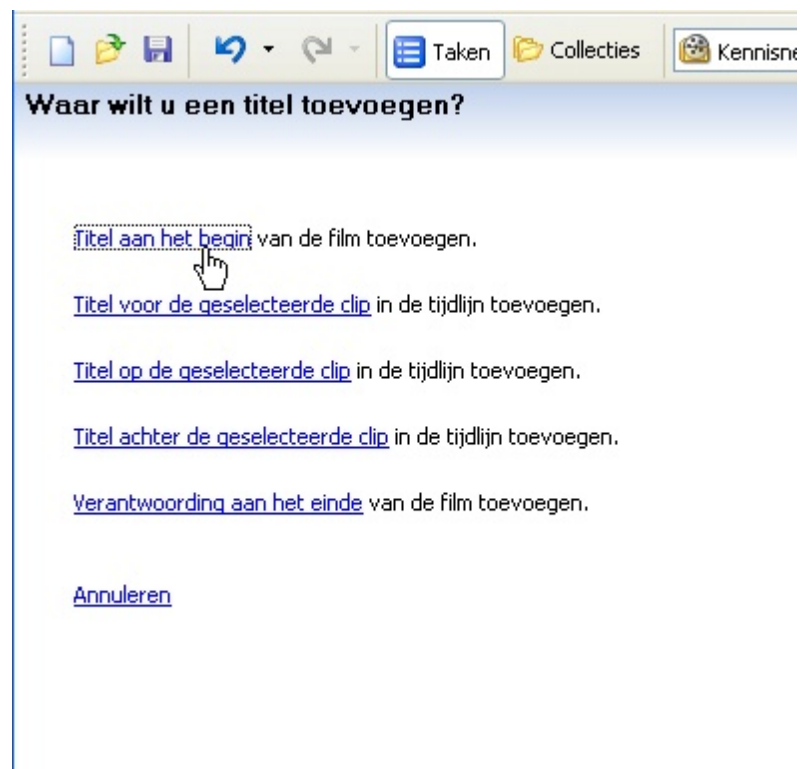 Taken Collecties
Waar wilt u een titel toevoegen?
Titel aan het begin van de film toevoegen.
Titel voor de geselecteerde clip in de tijdlijn toevoegen.
Titel op de geselecteerde clip in de tijdlijn toevoegen.
Titel achter de geselecteerde clip in de tijdlijn toevoegen.
Verantwoording aan het einde van de film toevoegen.
Annuleren